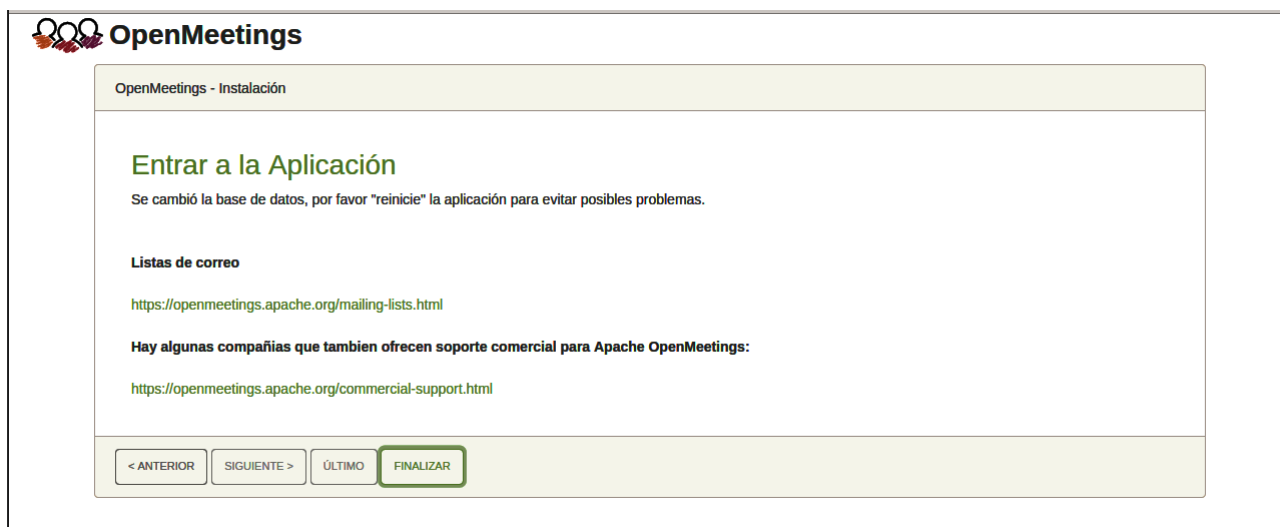 OpenMeetings
OpenMeetings - Instalación
Entrar a la Aplicación
Se cambió la base de datos, por favor "reinicie" la aplicación para evitar posibles problemas.
Listas de correo
https://openmeetings.apache.org/mailing-lists.html
Hay algunas compañias que tambien ofrecen soporte comercial para Apache OpenMeetings:
https://openmeetings.apache.org/commercial-support.html
< ANTERIOR SIGUIENTE > ÚLTIMO FINALIZAR